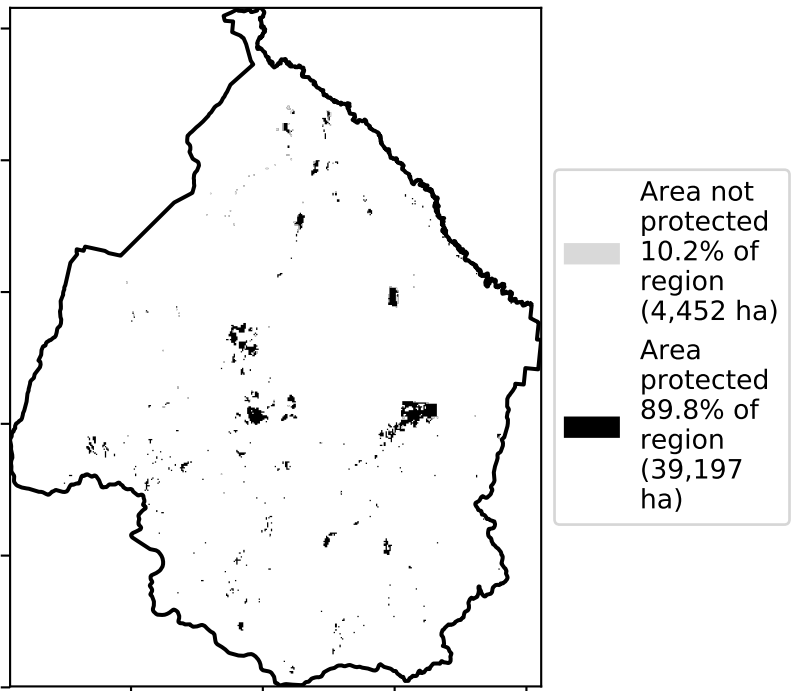 Area not
protected
10.2% of
region
(4,452 ha)
Area
protected
89.8% of
region
(39,197
ha)